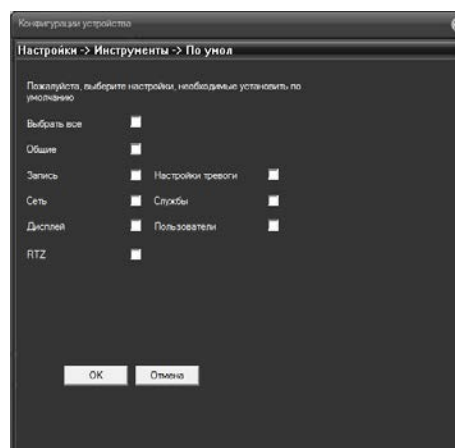 Конфигурации устройства
Настройки -> Инструменты -> По умол
Пожалуйста, выберите настройки, необходимые установить по
умолчанию
Выбрать все
Общие
Запись Настройки тревоги
Сеть Службы
Дисплей Пользователи
RTZ
OK Отмена